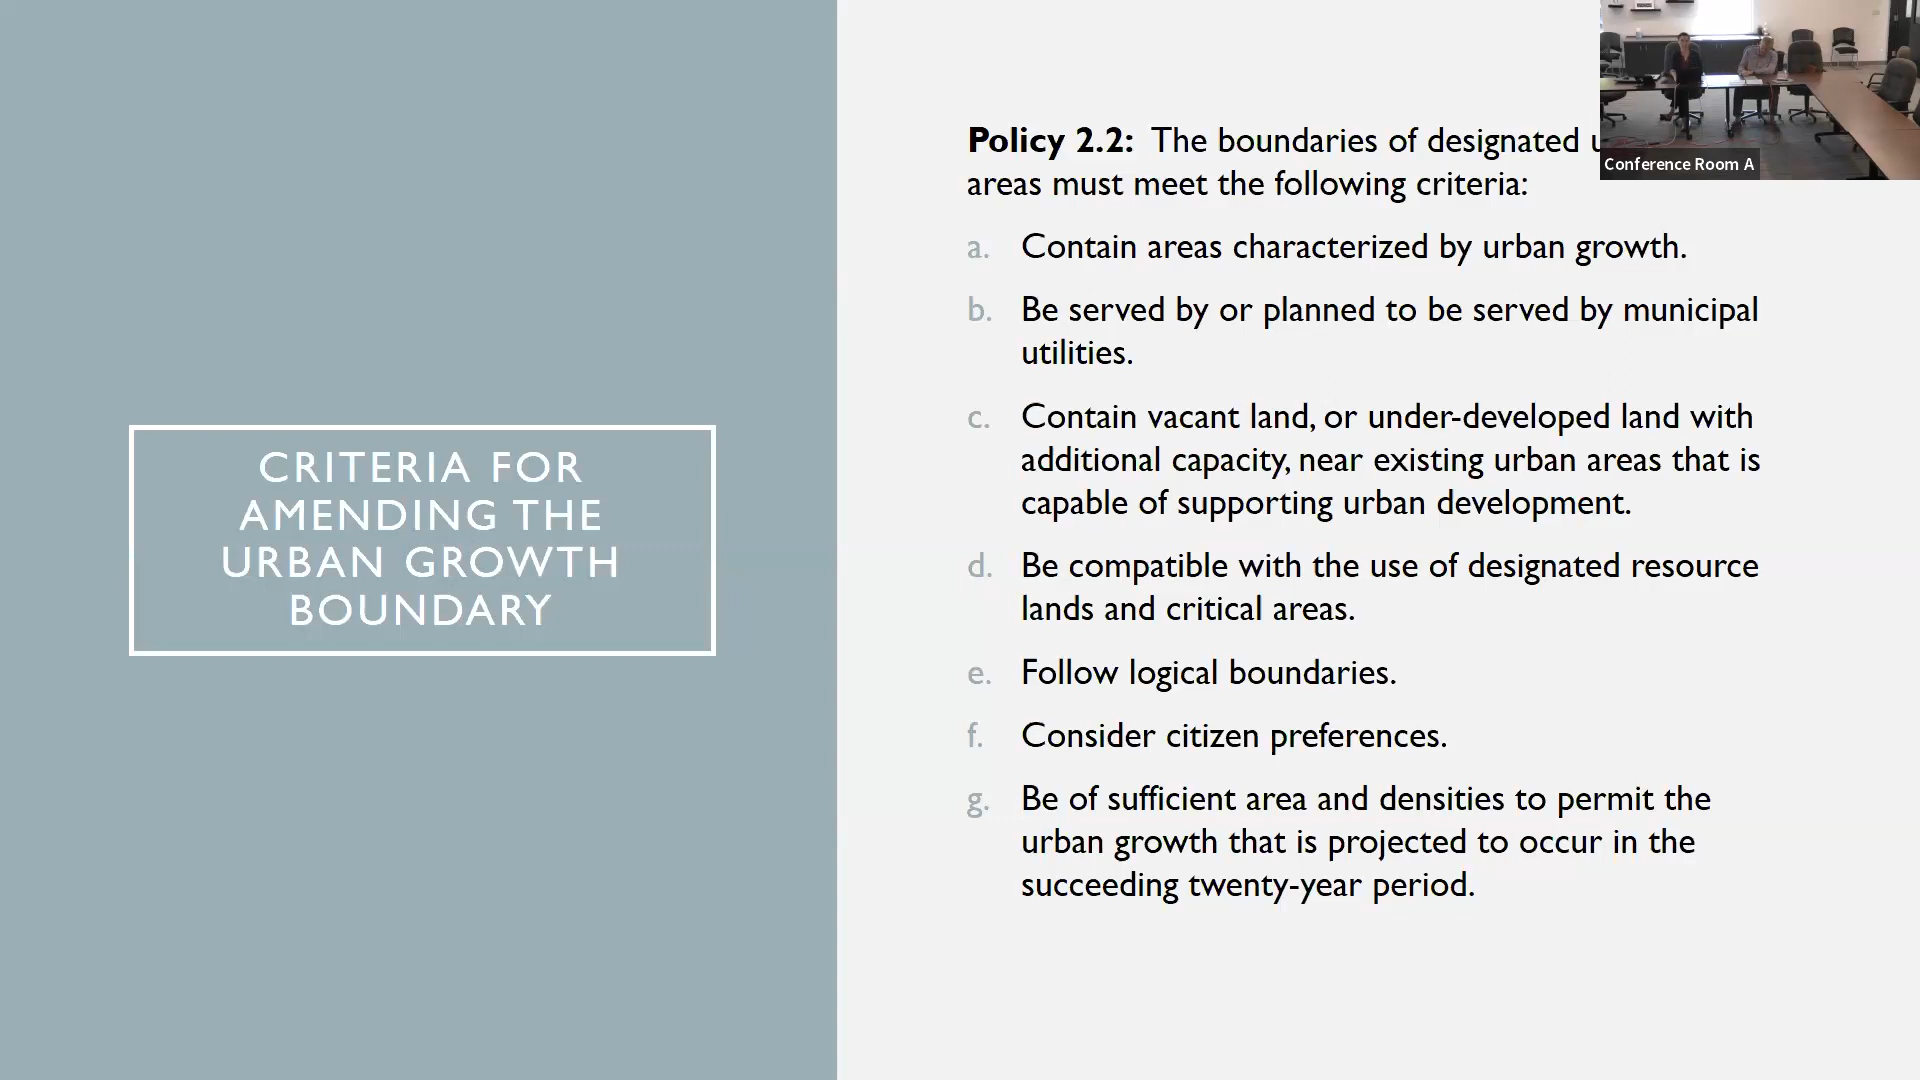 CRITERIA FOR
AMENDING THE
URBAN GROWTH
BOUNDARY
Policy 2.2: The boundaries of designated
areas must meet the following criteria:
a. Contain areas characterized by urban growth.
b. Be served by or planned to be served by municipal
utilities.
c. Contain vacant land, or under-developed land with
additional capacity, near existing urban areas that is
capable of supporting urban development.
d. Be compatible with the use of designated resource
lands and critical areas.
e. Follow logical boundaries.
f. Consider citizen preferences.
g. Be of sufficient area and densities to permit the
urban growth that is projected to occur in the
succeeding twenty-year period.
Conference Room A